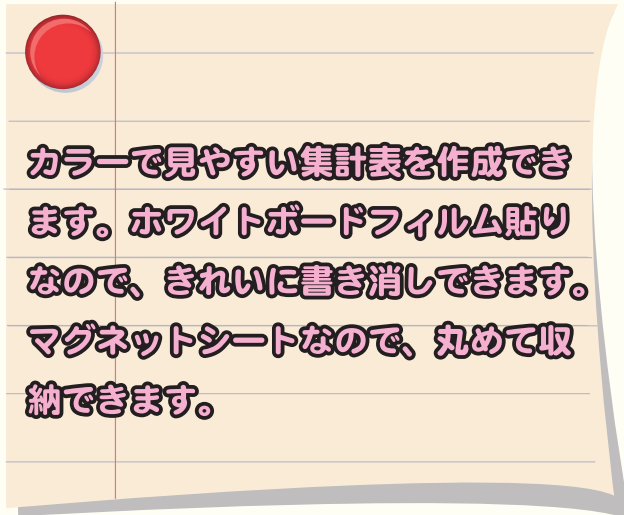 カラーで見やすい集計表を作成でき
ます。ホワイトボードフィルム貼り
なので、きれいに書き消しできます。
マグネットシートなので、丸めて収
納できます。